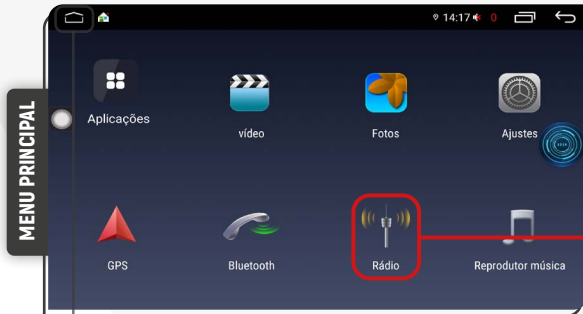 14:17 0
MENU PRINCIPAL
Aplicações
vídeo
Fotos
Ajustes
GPS
Bluetooth
Rádio
Reprodutor música